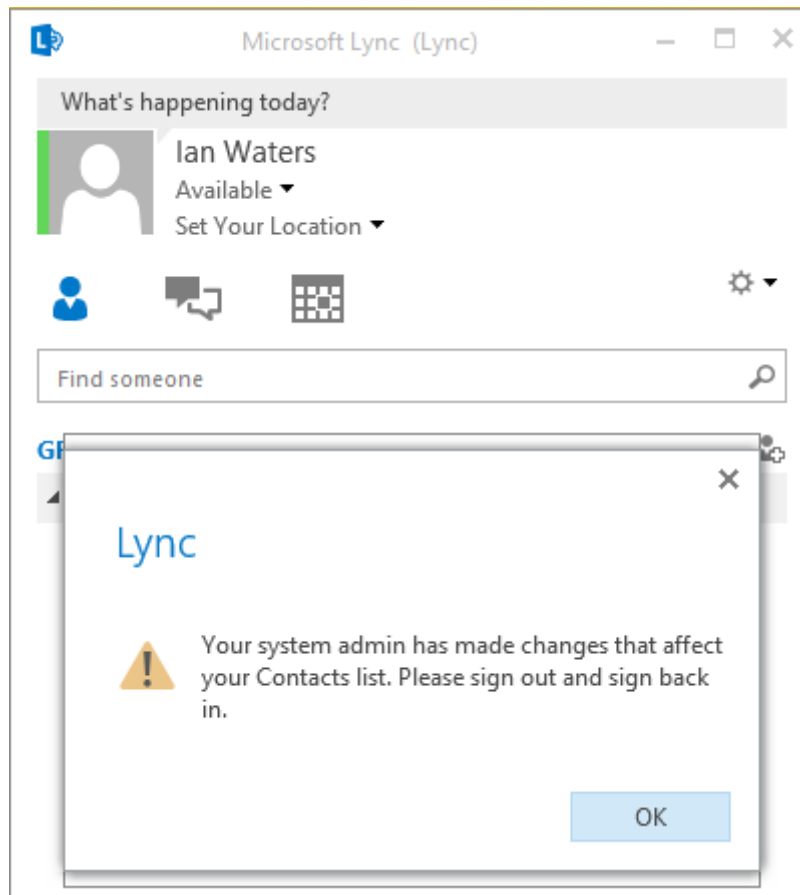 Microsoft Lync (Lync)
What's happening today?
Ian Waters
Available
Set Your Location
Find someone
Lync
Your system admin has made changes that affect
your Contacts list. Please sign out and sign back
in.
OK